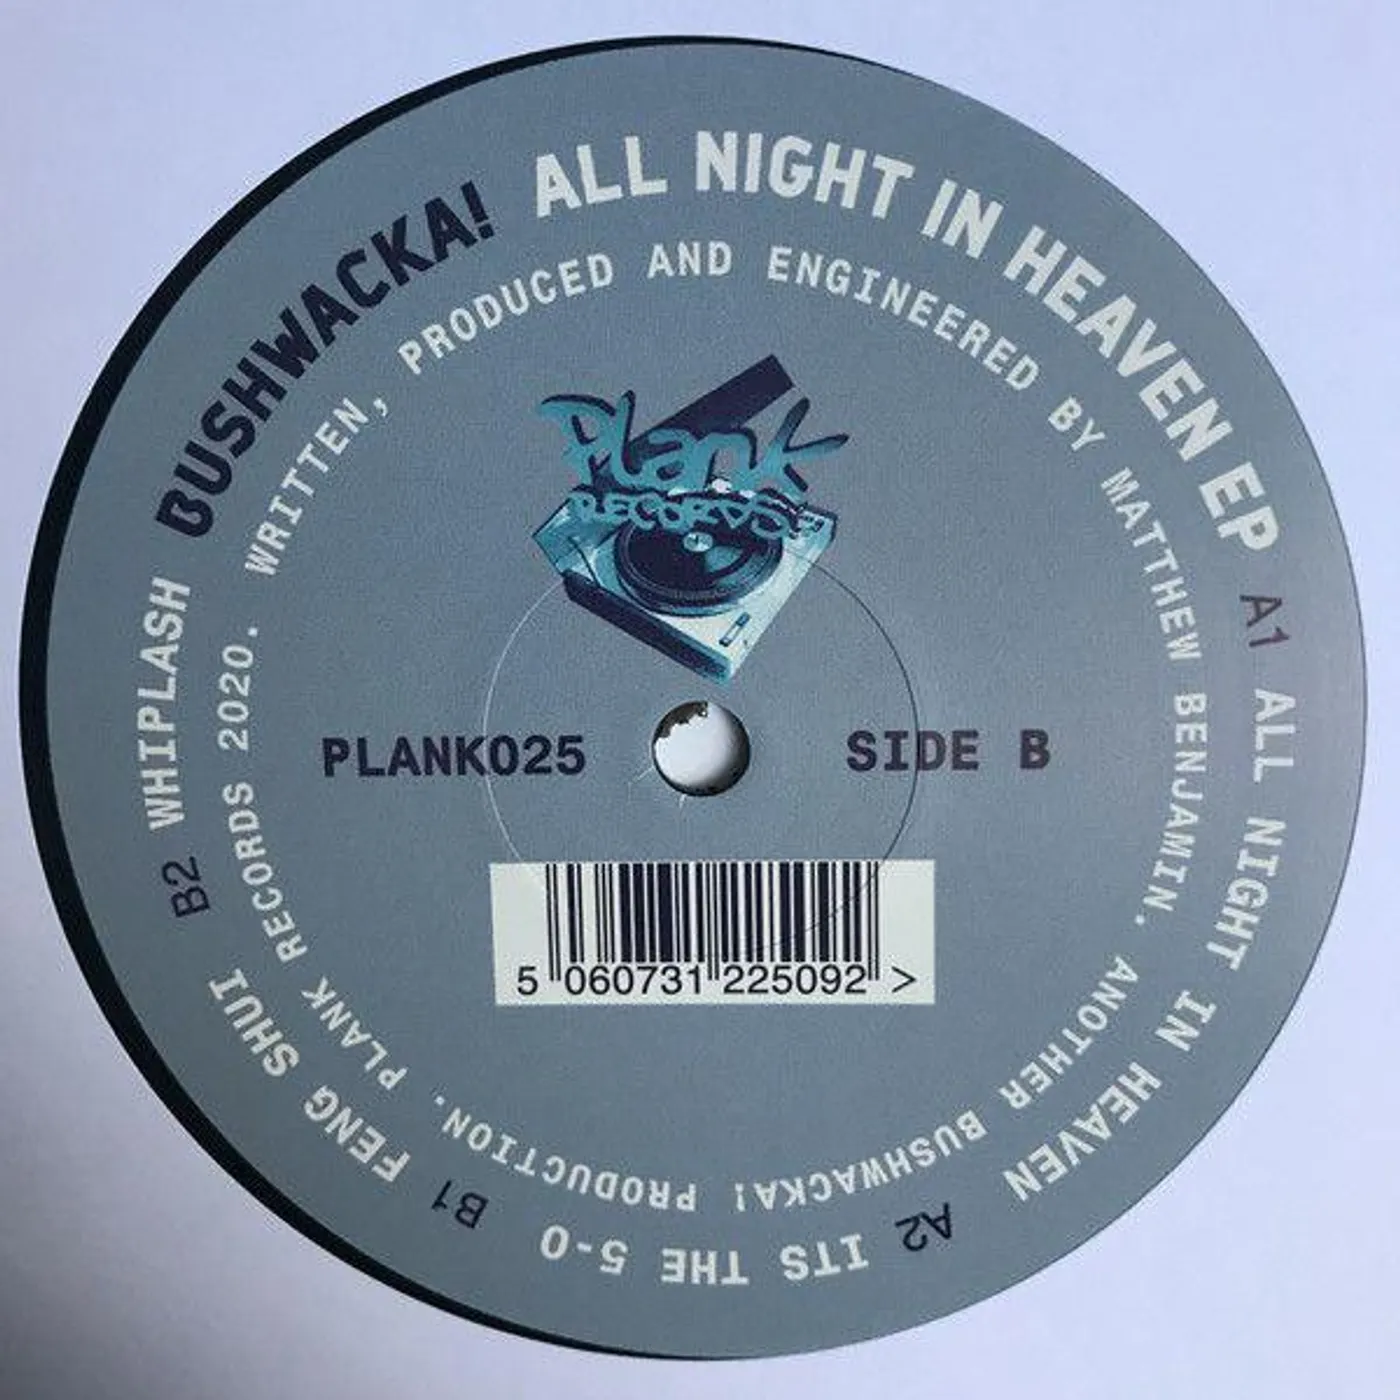 BUSHWACKA! ALL NIGHT IN HEAVEN EP A1 ALL NIGHT IN HEAVEN A2 ITS THE 5-0 B1 FENG SHUI B2 WHIPLASH
WRITTEN, PRODUCED AND ENGINEERED BY MATTHEW BENJAMIN. ANOTHER BUSHWACKA! PRODUCTION. PLANK RECORDS 2020.
Plank
RECORDS
PLANK025
SIDE B
5 060731 225092 >